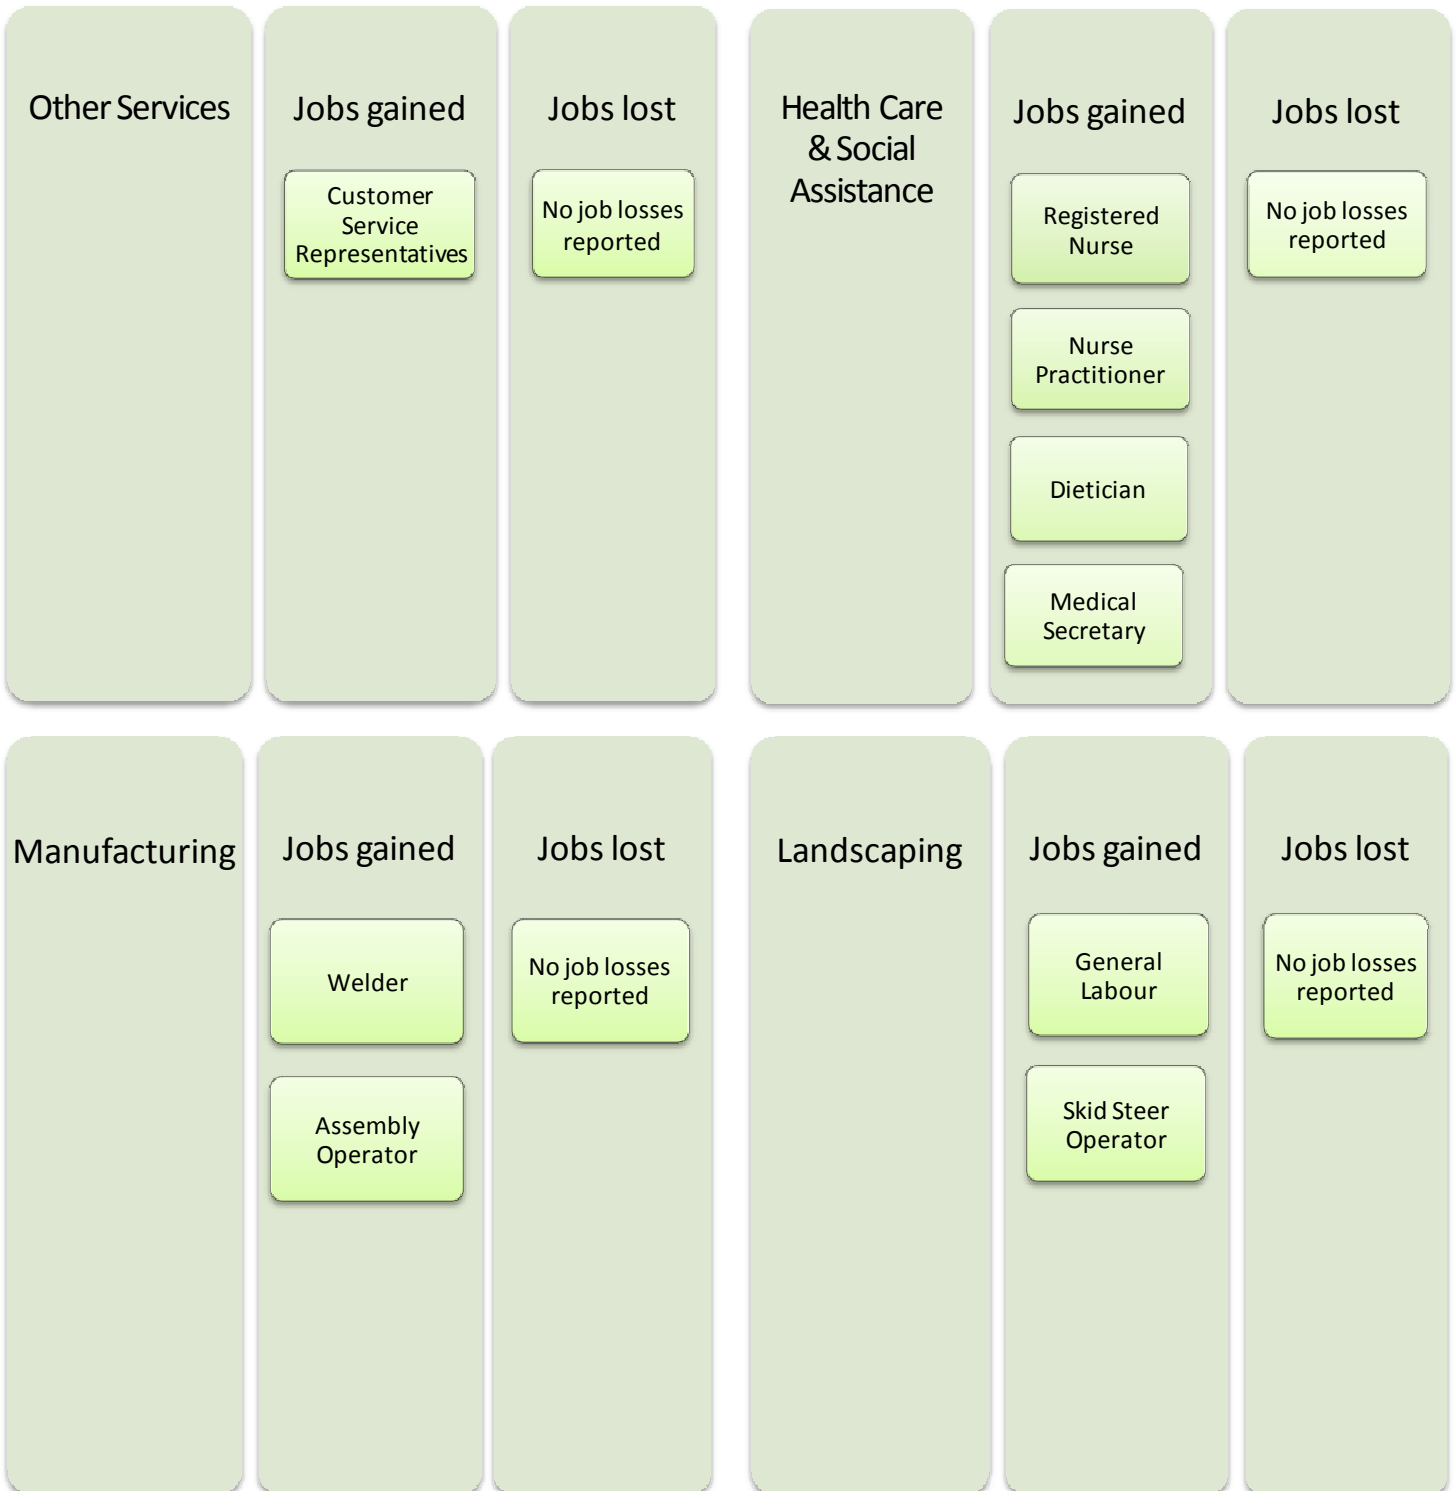 Other Services
Jobs gained
Customer
Service
Representatives
Jobs lost
No job losses
reported
Health Care
& Social
Assistance
Jobs gained
Registered
Nurse
Nurse
Practitioner
Dietician
Medical
Secretary
Jobs lost
No job losses
reported
Manufacturing
Jobs gained
Welder
Assembly
Operator
Jobs lost
No job losses
reported
Landscaping
Jobs gained
General
Labour
Skid Steer
Operator
Jobs lost
No job losses
reported